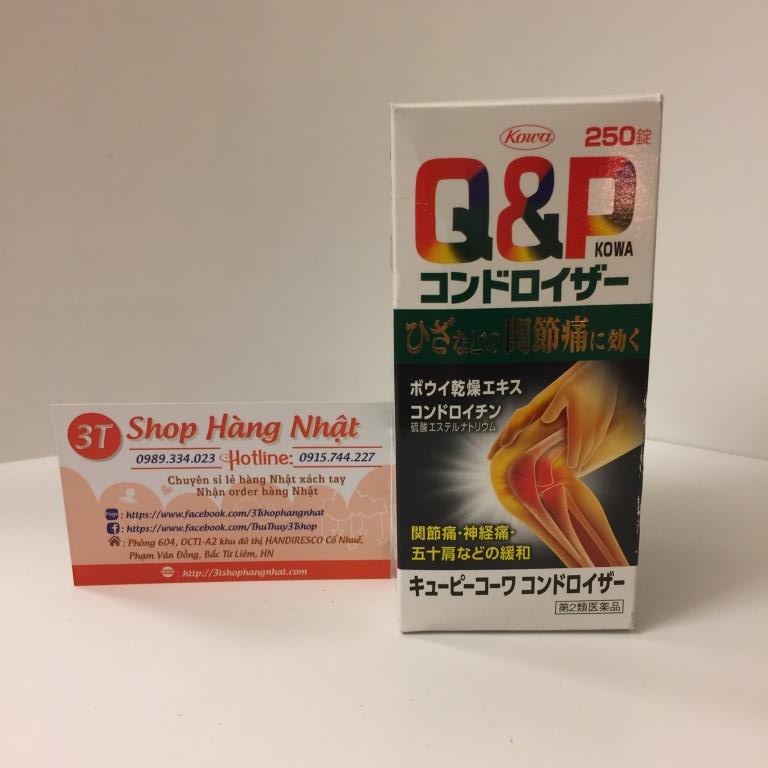 3T Shop Hàng Nhật
0989.334.023 Hotline: 0915.744.227
Chuyên sỉ lẻ hàng Nhật xách tay
Nhận order hàng Nhật
Page : https://www.facebook.com/3Tshophangnhat
f : https://www.facebook.com/ThuThuy3Tshop
: Phòng 604, OCT1-A2 khu đô thị HANDIRESCO Cổ Nhuế,
Phạm Văn Đồng, Bắc Từ Liêm, HN
: http://3tshophangnhat.com
Kowa 250錠
Q&P
KOWA
コンドロイザー
ひざなどの関節痛に効く
ボウイ乾燥エキス
コンドロイチン
硫酸エステルナトリウム
関節痛・神経痛・
五十肩などの緩和
キューピーコーワ コンドロイザー
第2類医薬品